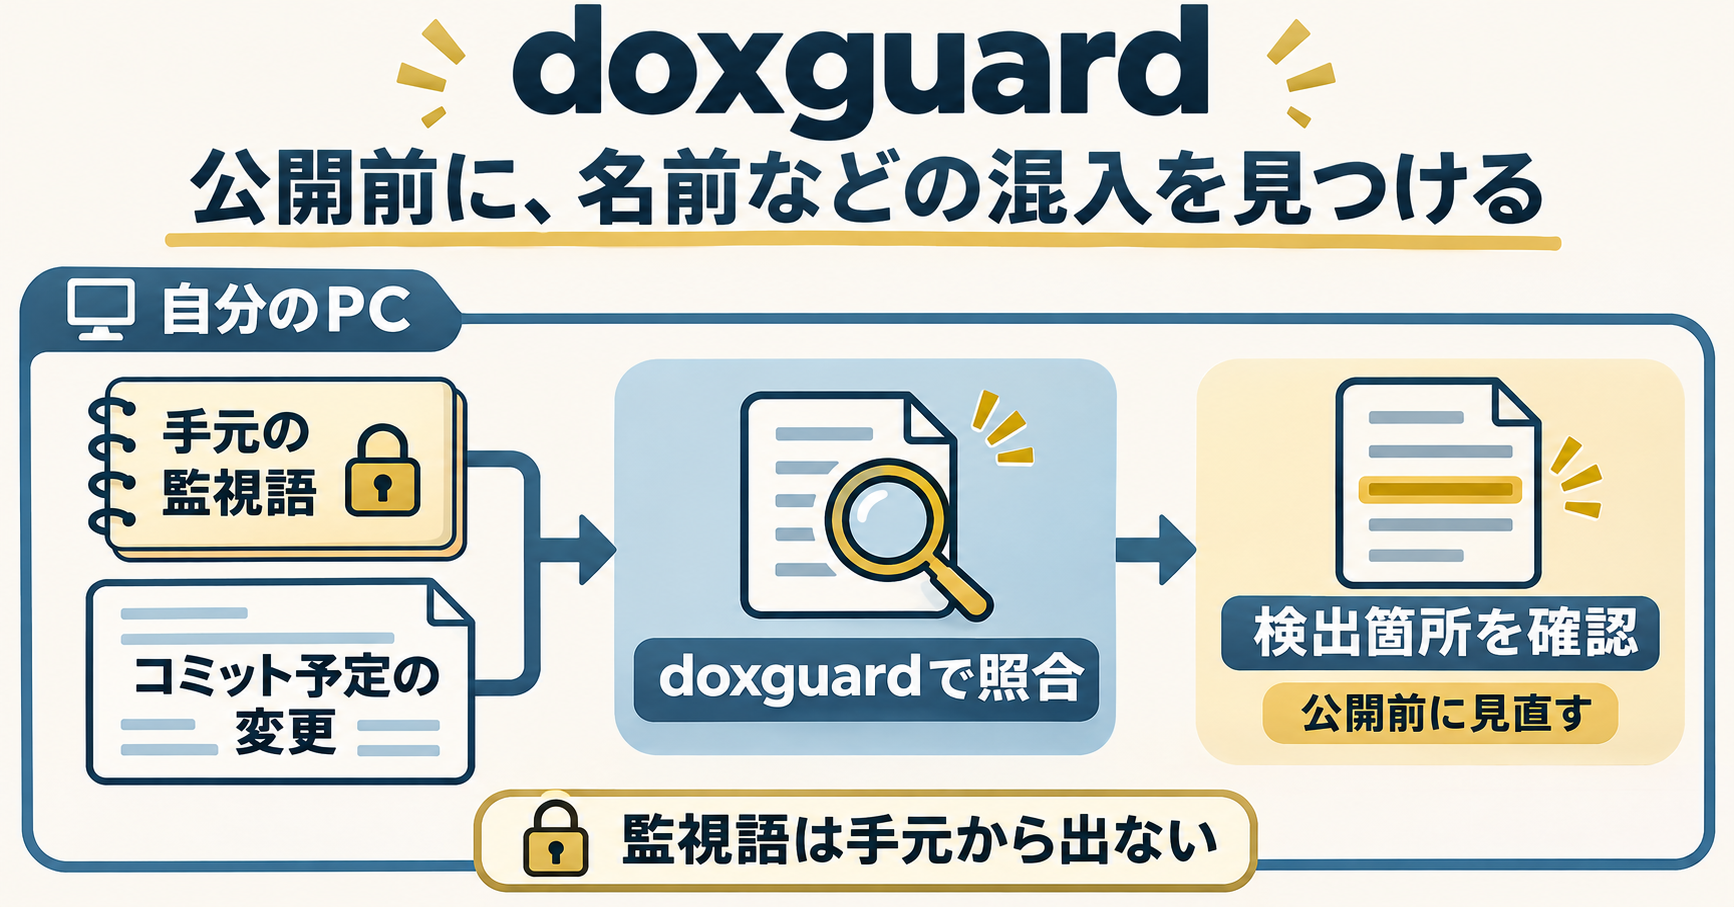 doxguard
公開前に、名前などの混入を見つける
自分のPC
手元の
監視語
コミット予定の
変更
doxguardで照合
検出箇所を確認
公開前に見直す
監視語は手元から出ない